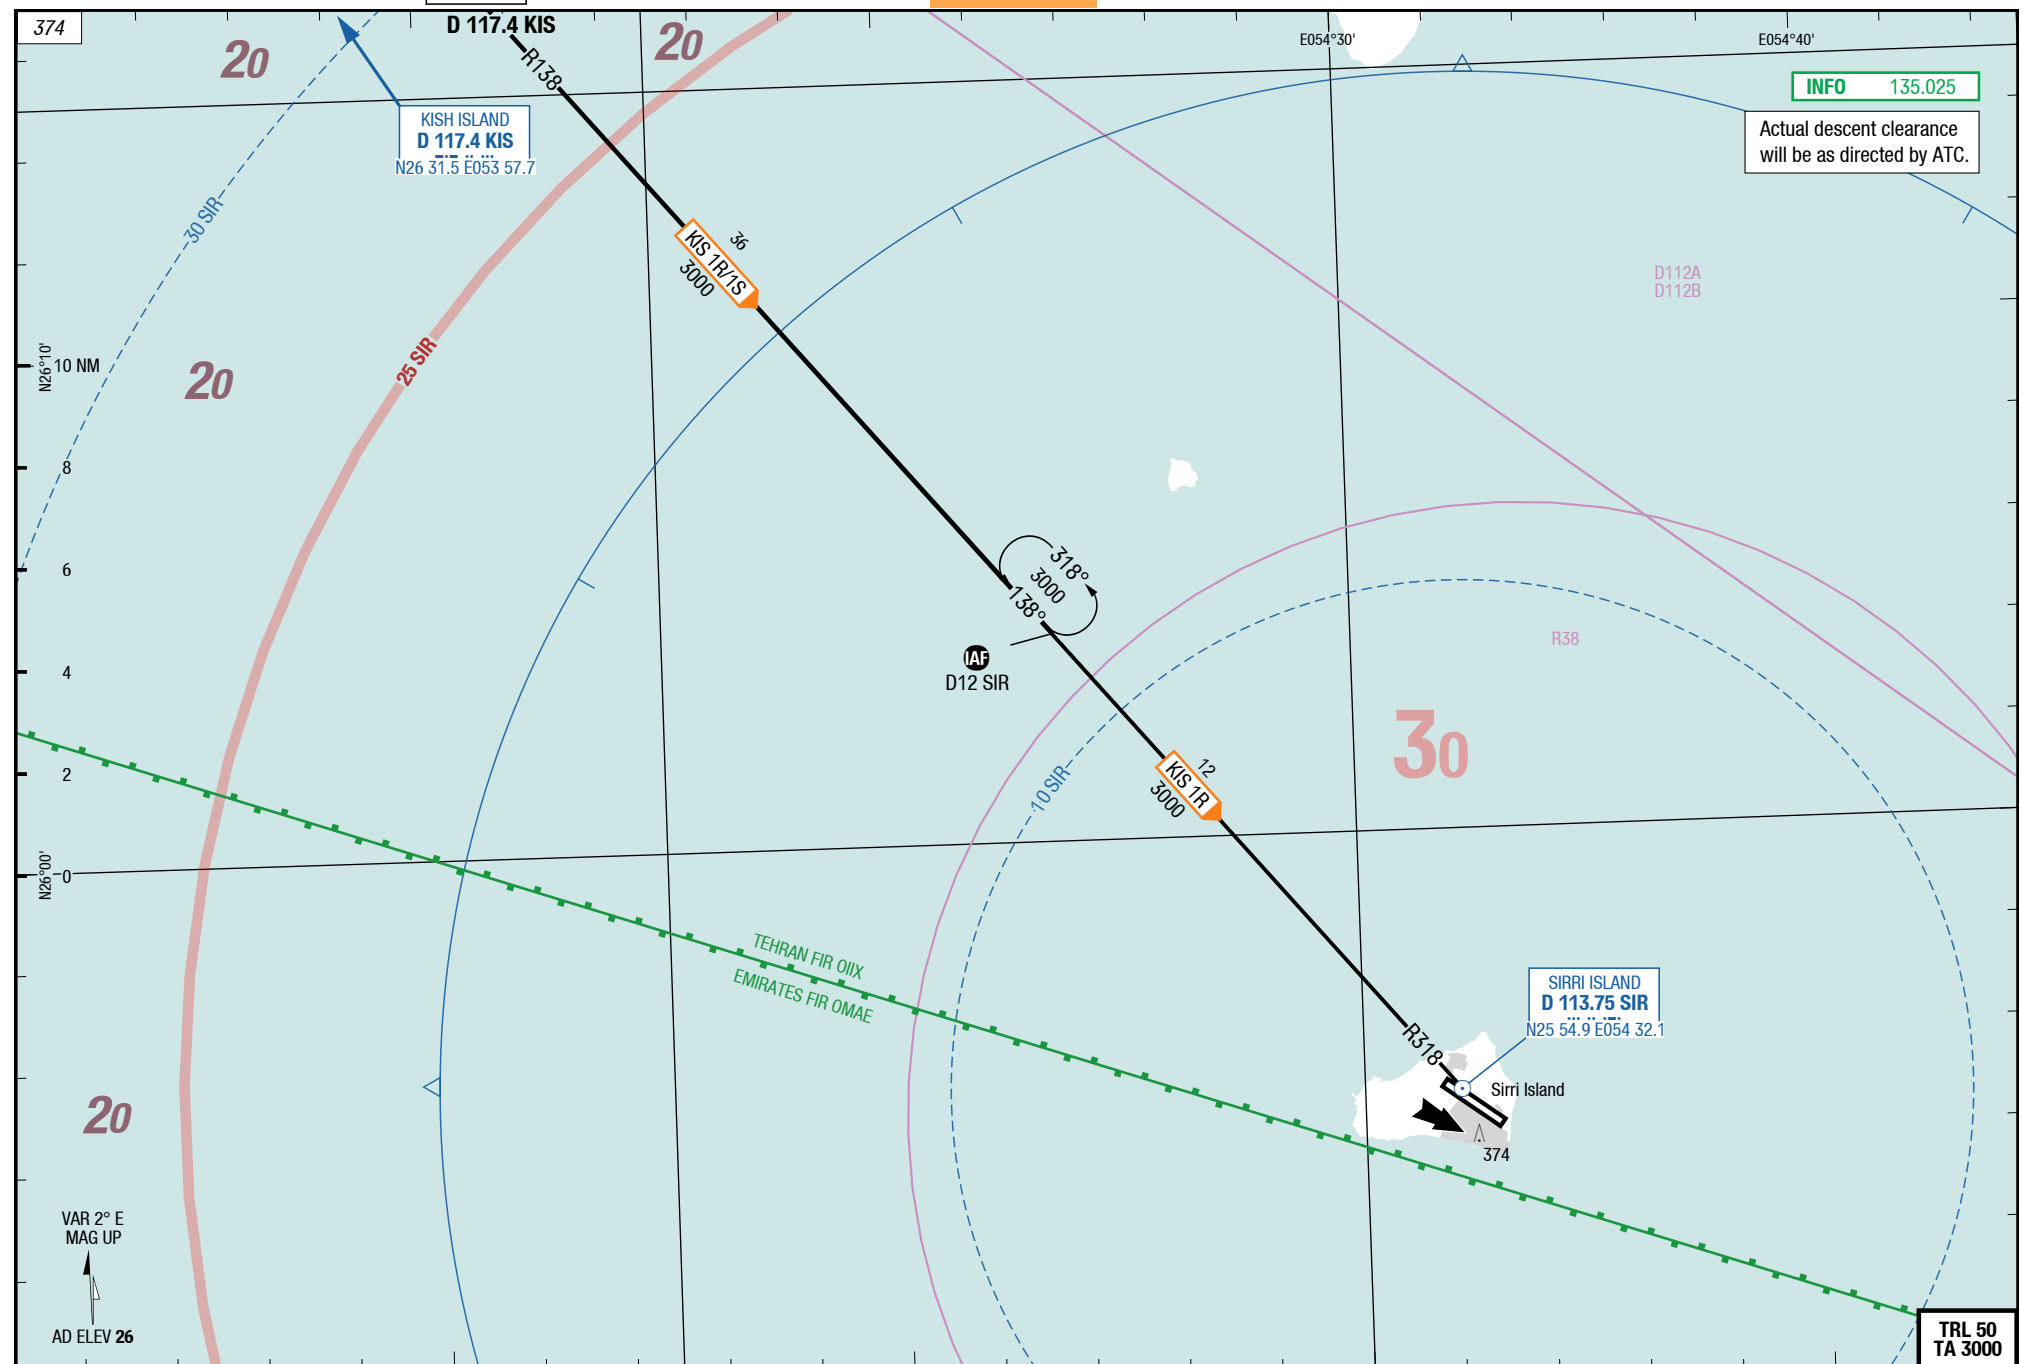 374
D 117.4 KIS
20
20
E054°30'
E054°40'
INFO 135.025
Actual descent clearance
will be as directed by ATC.
R138
KISH ISLAND
D 117.4 KIS
N26 31.5 E053 57.7
30 SIR
36
KIS 1R/1S
3000
D112A
D112B
25 SIR
N26°10'
10 NM
20
8
6
4
2
0
N26°00'
318°
3000
138°
IAF
D12 SIR
R38
30
10 SIR
12
KIS 1R
3000
TEHRAN FIR OIIX
EMIRATES FIR OMAE
SIRRI ISLAND
D 113.75 SIR
N25 54.9 E054 32.1
R318
Sirri Island
374
20
VAR 2° E
MAG UP
AD ELEV 26
TRL 50
TA 3000